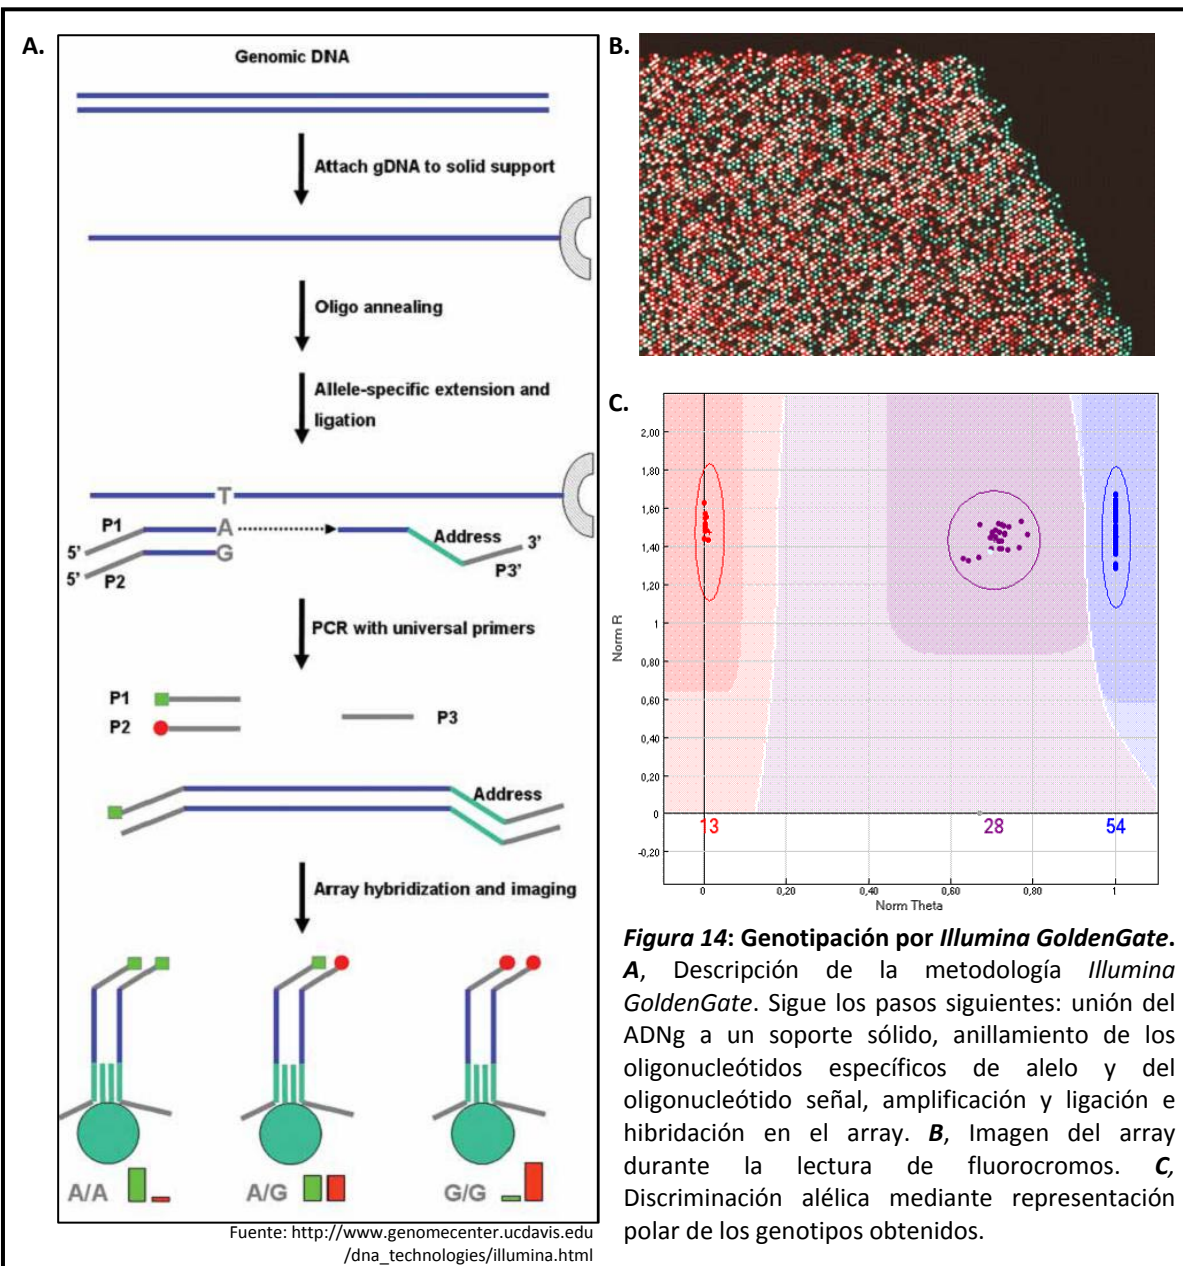 A.
Genomic DNA
Attach gDNA to solid support
Oligo annealing
Allele-specific extension and
ligation
T
P1
A
Address
3'
5'
G
5'
P2
P3'
PCR with universal primers
P1
P2
P3
Address
Array hybridization and imaging
A/A
A/G
G/G
Fuente: http://www.genomecenter.ucdavis.edu
/dna_technologies/illumina.html
B.
C.
2,00
1,80
1,60
1,40
1,20
1
0,80
0,60
0,40
0,20
0
-0,20
Norm R
13
28
54
0
0,20
0,40
0,60
0,80
1
Norm Theta
Figura 14: Genotipación por Illumina GoldenGate.
A, Descripción de la metodología Illumina
GoldenGate. Sigue los pasos siguientes: unión del
ADNg a un soporte sólido, anillamiento de los
oligonucleótidos específicos de alelo y del
oligonucleótido señal, amplificación y ligación e
hibridación en el array. B, Imagen del array
durante la lectura de fluorocromos. C,
Discriminación alélica mediante representación
polar de los genotipos obtenidos.